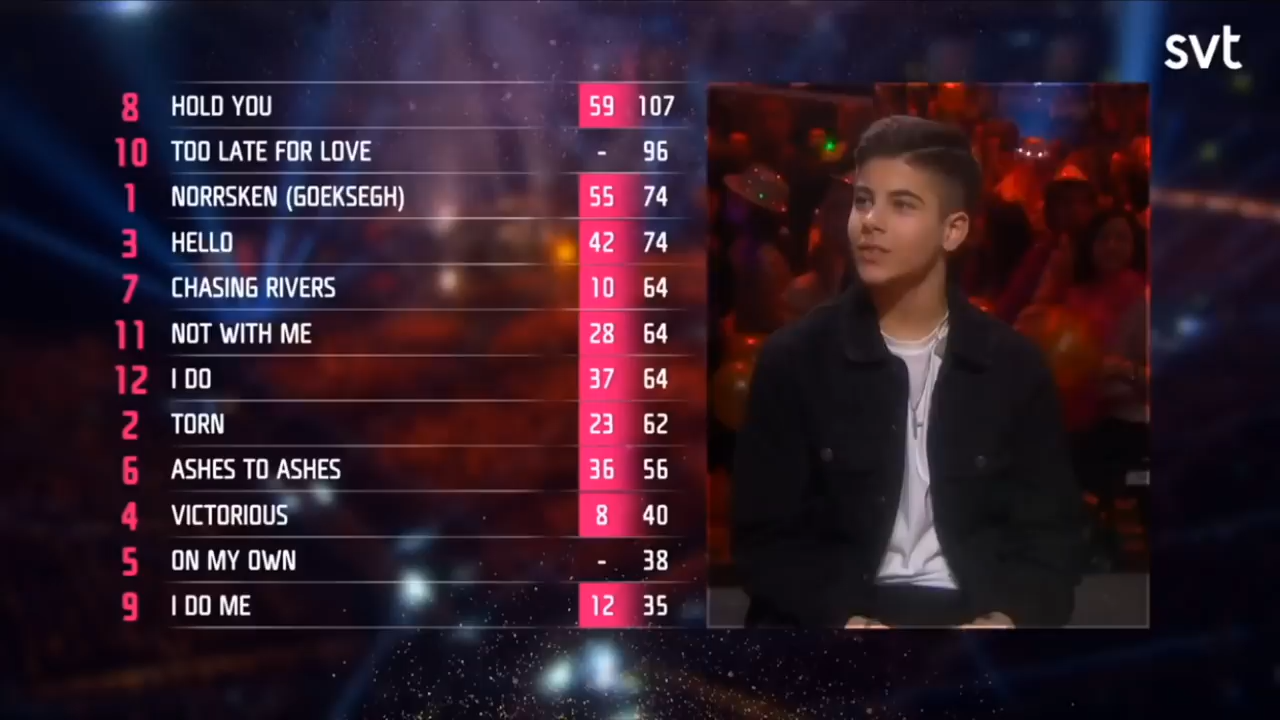 svt
8 HOLD YOU 59 107
10 TOO LATE FOR LOVE - 96
1 NORRSKEN (GOEKSEGH) 55 74
3 HELLO 42 74
7 CHASING RIVERS 10 64
11 NOT WITH ME 28 64
12 I DO 37 64
2 TORN 23 62
6 ASHES TO ASHES 36 56
4 VICTORIOUS 8 40
5 ON MY OWN - 38
9 I DO ME 12 35